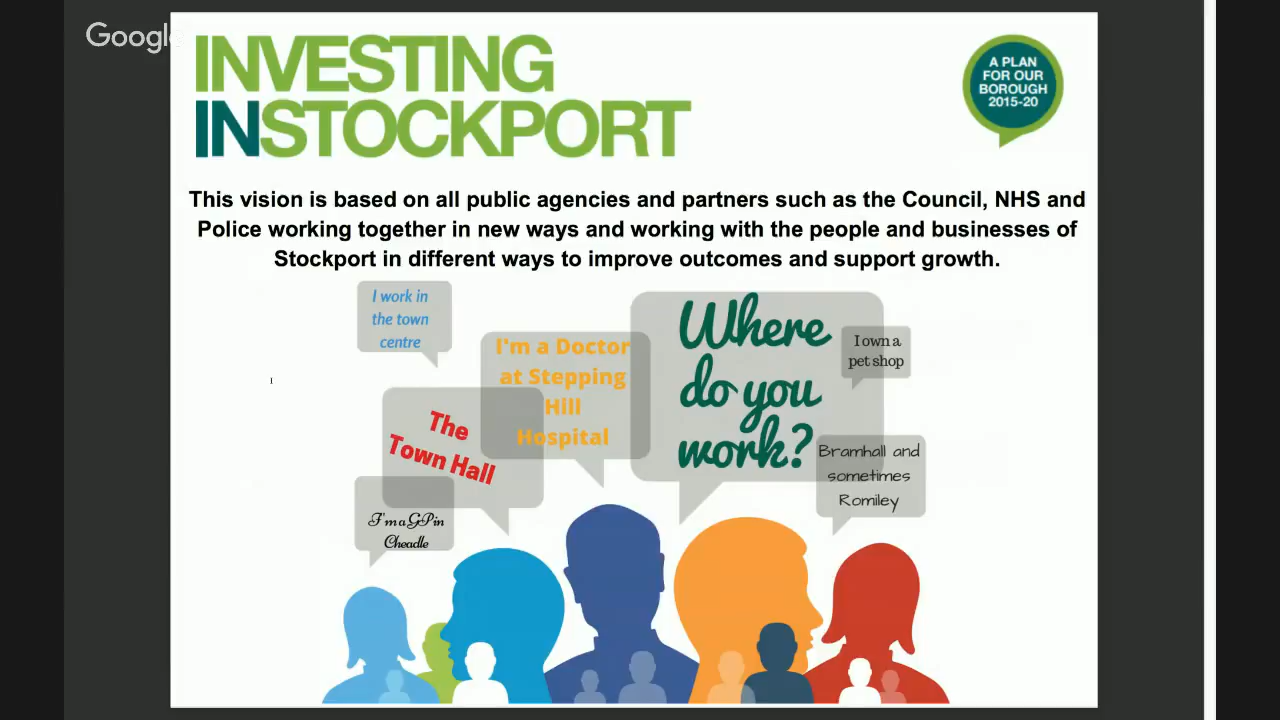 Google
INVESTING
INSTOCKPORT
A PLAN
FOR OUR
BOROUGH
2015-20
This vision is based on all public agencies and partners such as the Council, NHS and
Police working together in new ways and working with the people and businesses of
Stockport in different ways to improve outcomes and support growth.
I work in
the town
centre
I'm a Doctor
at Stepping
Hill
Hospital
Where
do you
work?
I own a
pet shop
The
Town Hall
Bramhall and
sometimes
Romiley
I'm a GP in
Cheadle